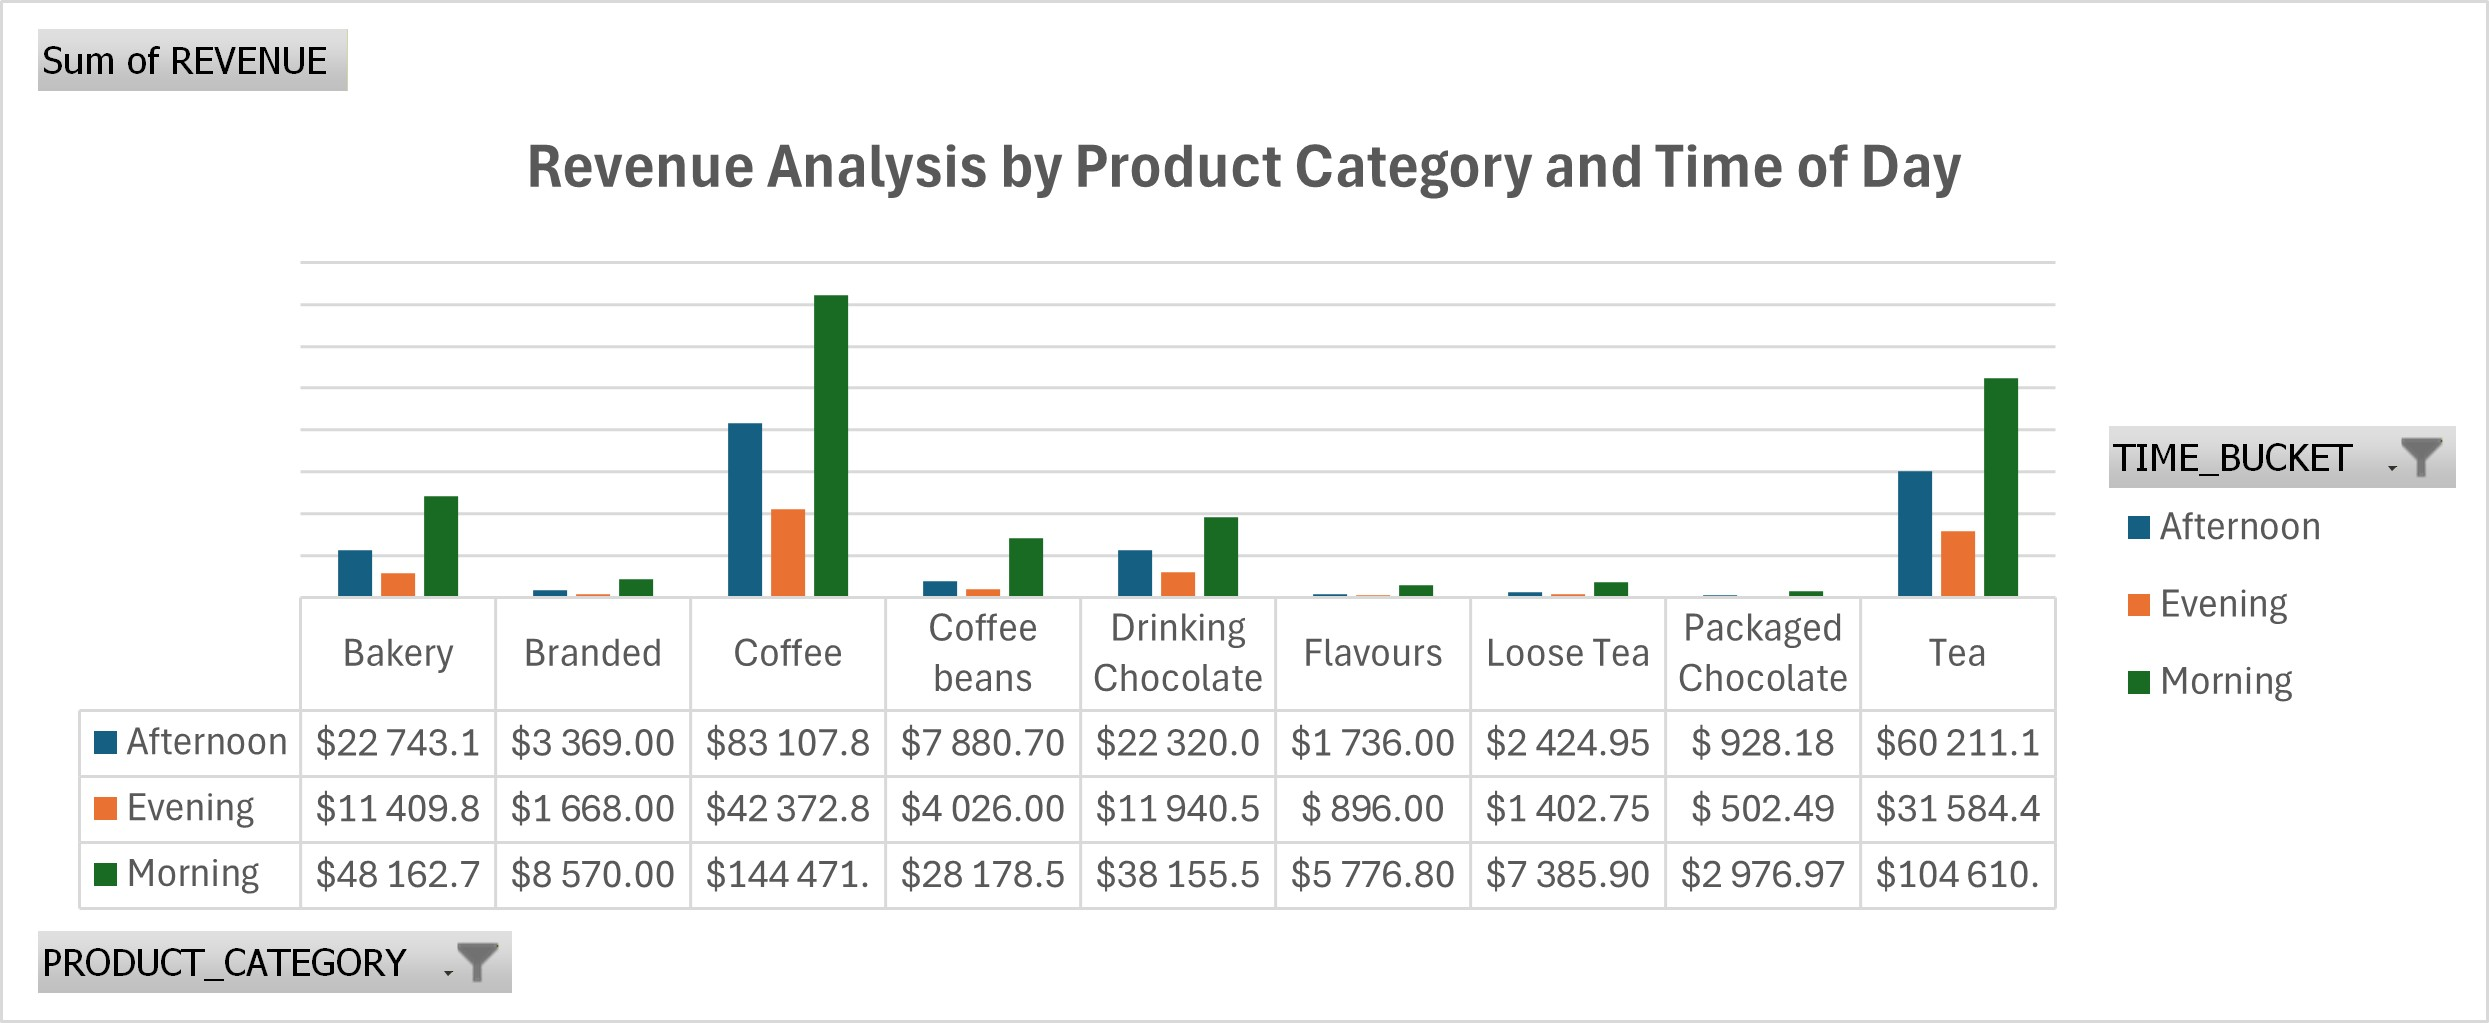 Sum of REVENUE
Revenue Analysis by Product Category and Time of Day
Bakery Branded Coffee Coffee beans Drinking Chocolate Flavours Loose Tea Packaged Chocolate Tea
Afternoon $22 743.1 $3 369.00 $83 107.8 $7 880.70 $22 320.0 $1 736.00 $2 424.95 $ 928.18 $60 211.1
Evening $11 409.8 $1 668.00 $42 372.8 $4 026.00 $11 940.5 $ 896.00 $1 402.75 $ 502.49 $31 584.4
Morning $48 162.7 $8 570.00 $144 471. $28 178.5 $38 155.5 $5 776.80 $7 385.90 $2 976.97 $104 610.
TIME_BUCKET
Afternoon
Evening
Morning
PRODUCT_CATEGORY